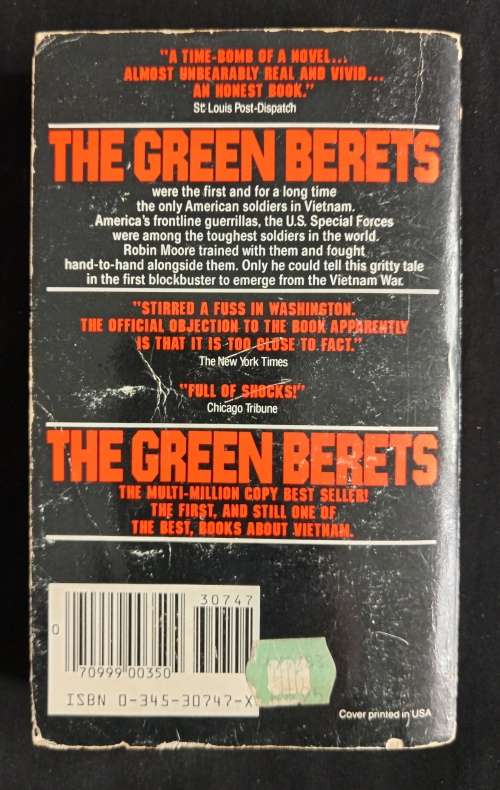 "A TIME-BOMB OF A NOVEL...
ALMOST UNBEARABLY REAL AND VIVID...
AN HONEST BOOK."
St. Louis Post-Dispatch
THE GREEN BERETS
were the first and for a long time
the only American soldiers in Vietnam.
America's frontline guerrillas, the U.S. Special Forces
were among the toughest soldiers in the world.
Robin Moore trained with them and fought
hand-to-hand alongside them. Only he could tell this gritty tale
in the first blockbuster to emerge from the Vietnam War.
"STIRRED A FUSS IN WASHINGTON.
THE OFFICIAL OBJECTION TO THE BOOK APPARENTLY
IS THAT IT IS TOO CLOSE TO FACT."
The New York Times
"FULL OF SHOCKS!"
Chicago Tribune
THE GREEN BERETS
THE MULTI-MILLION COPY BEST SELLER!
THE FIRST, AND STILL ONE OF
THE BEST, BOOKS ABOUT VIETNAM.
30747
0
70999 00350
ISBN 0-345-30747-X
Cover printed in USA